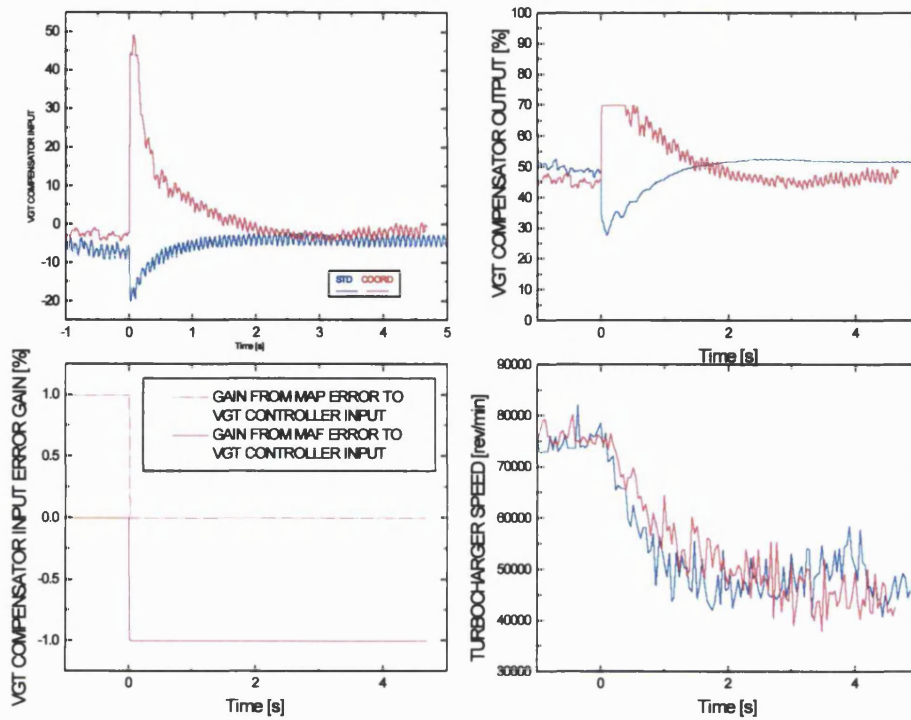 50
40
30
20
10
0
-10
-20
VGT COMPENSATOR INPUT
STD COORD
-1 0 1 2 3 4 5
Time [s]
100
90
80
70
60
50
40
30
20
10
0
VGT COMPENSATOR OUTPUT [%]
0 2 4
Time [s]
1.0
0.5
0.0
-0.5
-1.0
VGT COMPENSATOR INPUT ERROR GAIN [%]
GAIN FROM MAP ERROR TO
VGT CONTROLLER INPUT
GAIN FROM MAF ERROR TO
VGT CONTROLLER INPUT
0 2 4
Time [s]
90000
80000
70000
60000
50000
40000
30000
TURBOCHARGER SPEED [rev/min]
0 2 4
Time [s]